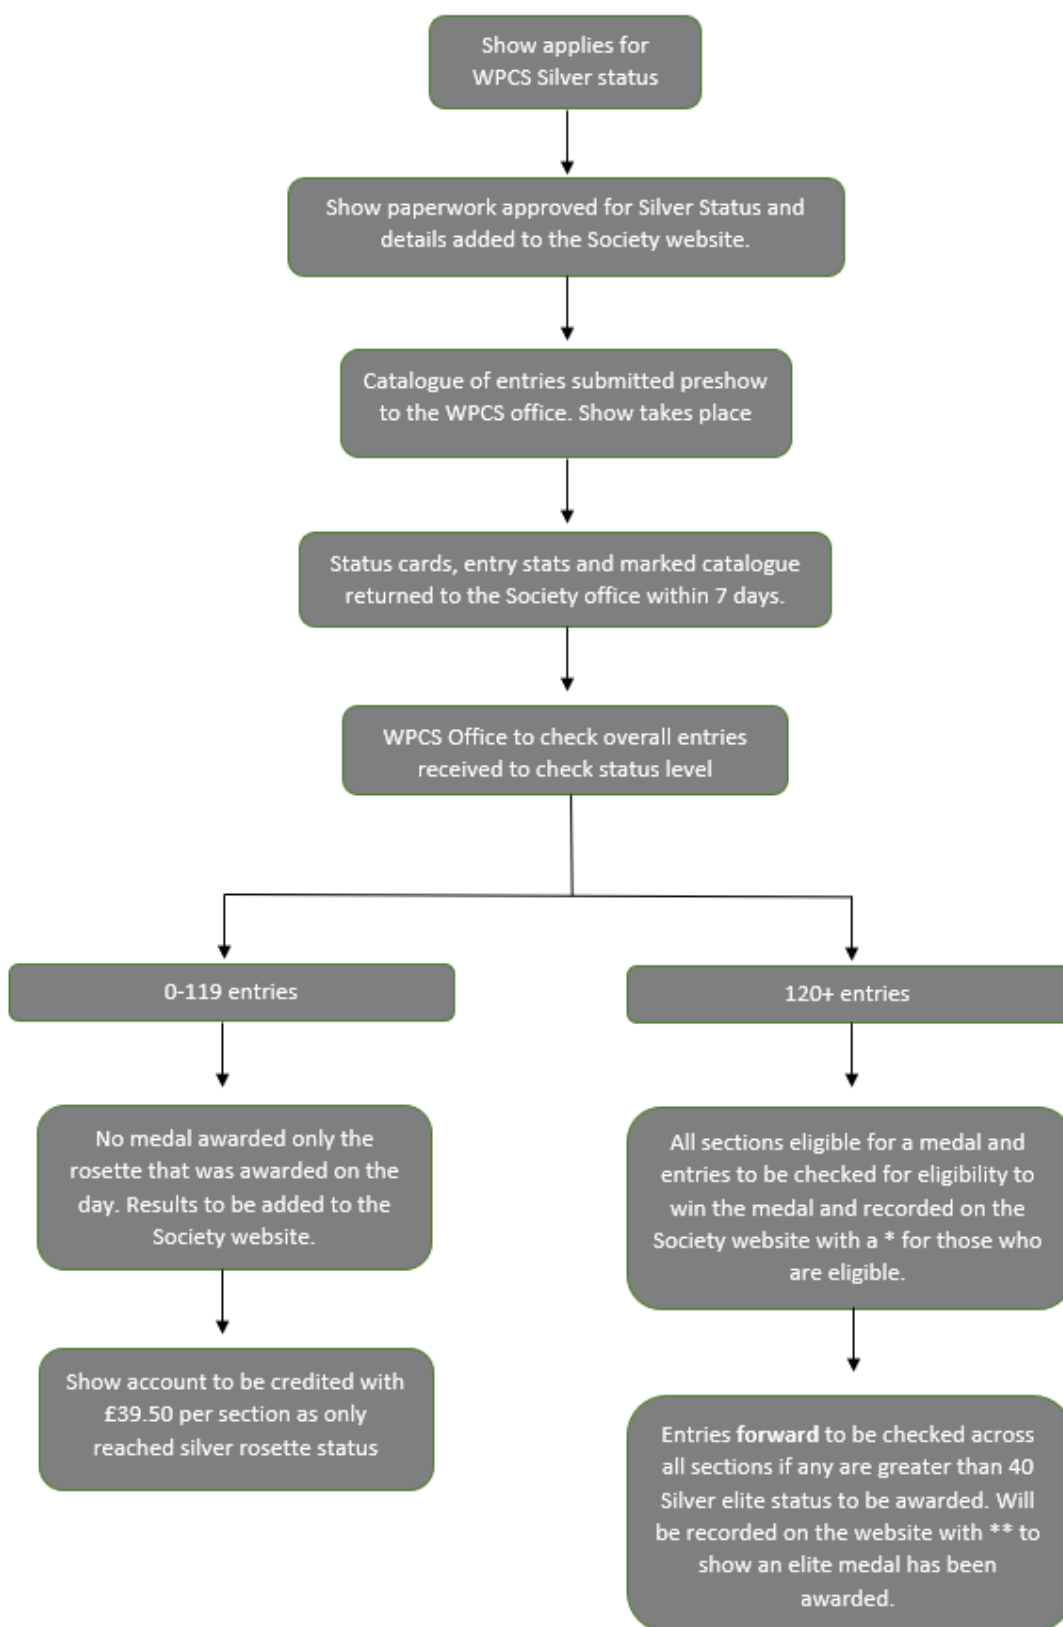 Show applies for
WPCS Silver status
Show paperwork approved for Silver Status and
details added to the Society website.
Catalogue of entries submitted preshow
to the WPCS office. Show takes place
Status cards, entry stats and marked catalogue
returned to the Society office within 7 days.
WPCS Office to check overall entries
received to check status level
0-119 entries
No medal awarded only the
rosette that was awarded on the
day. Results to be added to the
Society website.
Show account to be credited with
£39.50 per section as only
reached silver rosette status
120+ entries
All sections eligible for a medal and
entries to be checked for eligibility to
win the medal and recorded on the
Society website with a * for those who
are eligible.
Entries forward to be checked across
all sections if any are greater than 40
Silver elite status to be awarded. Will
be recorded on the website with ** to
show an elite medal has been
awarded.